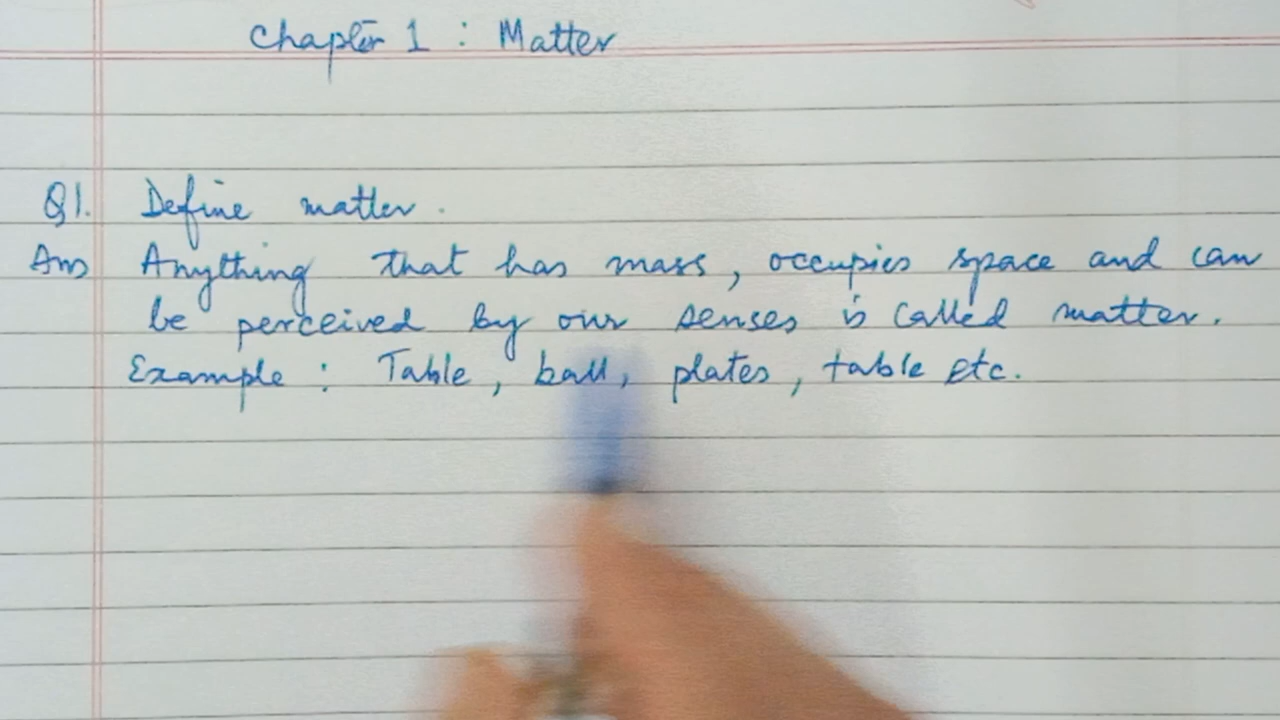 Chapter 1 : Matter
Q1. Define matter.
Ans Anything that has mass, occupies space and can
be perceived by our senses is called matter.
Example : Table, ball, plates, table etc.